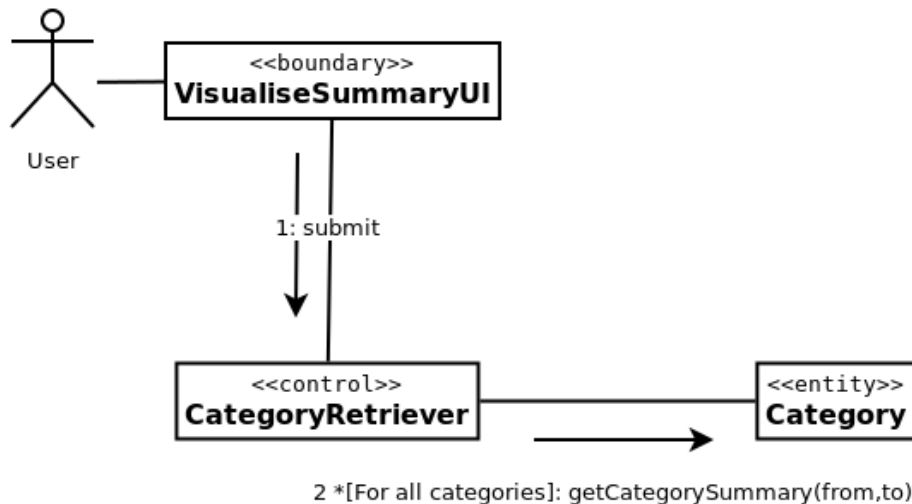 <<boundary>>
VisualiseSummaryUI
User
1: submit
<<control>>
CategoryRetriever
<<entity>>
Category
2 *[For all categories]: getCategorySummary(from,to)